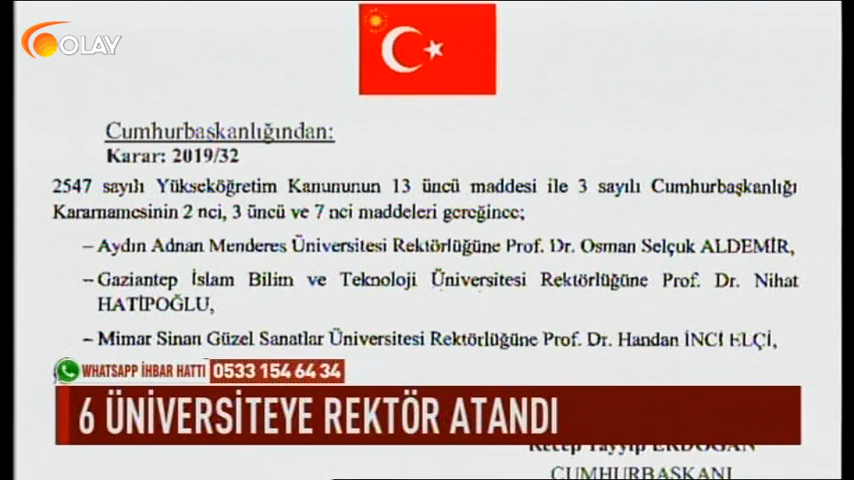 OLAY
Cumhurbaşkanlığından:
Karar: 2019/32
2547 sayılı Yükseköğretim Kanununun 13 üncü maddesi ile 3 sayılı Cumhurbaşkanlığı
Kararnamesinin 2 nci, 3 üncü ve 7 nci maddeleri gereğince;
– Aydın Adnan Menderes Üniversitesi Rektörlüğüne Prof. Dr. Osman Selçuk ALDEMİR,
– Gaziantep İslam Bilim ve Teknoloji Üniversitesi Rektörlüğüne Prof. Dr. Nihat
HATİPOĞLU,
– Mimar Sinan Güzel Sanatlar Üniversitesi Rektörlüğüne Prof. Dr. Handan İNCİ ELÇİ,
WHATSAPP İHBAR HATTI 0533 154 64 34
6 ÜNİVERSİTEYE REKTÖR ATANDI
Recep Tayyip ERDOĞAN
CUMHURBAŞKANI